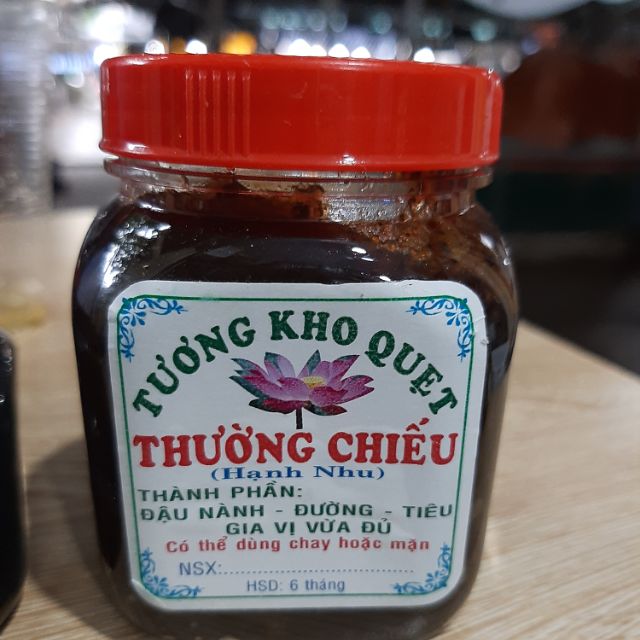 TƯƠNG KHO QUẸT
THƯỜNG CHIẾU
(Hạnh Nhu)
THÀNH PHẦN:
ĐẬU NÀNH - ĐƯỜNG - TIÊU
GIA VỊ VỪA ĐỦ
Có thể dùng chay hoặc mặn
NSX:....................................
HSD: 6 tháng